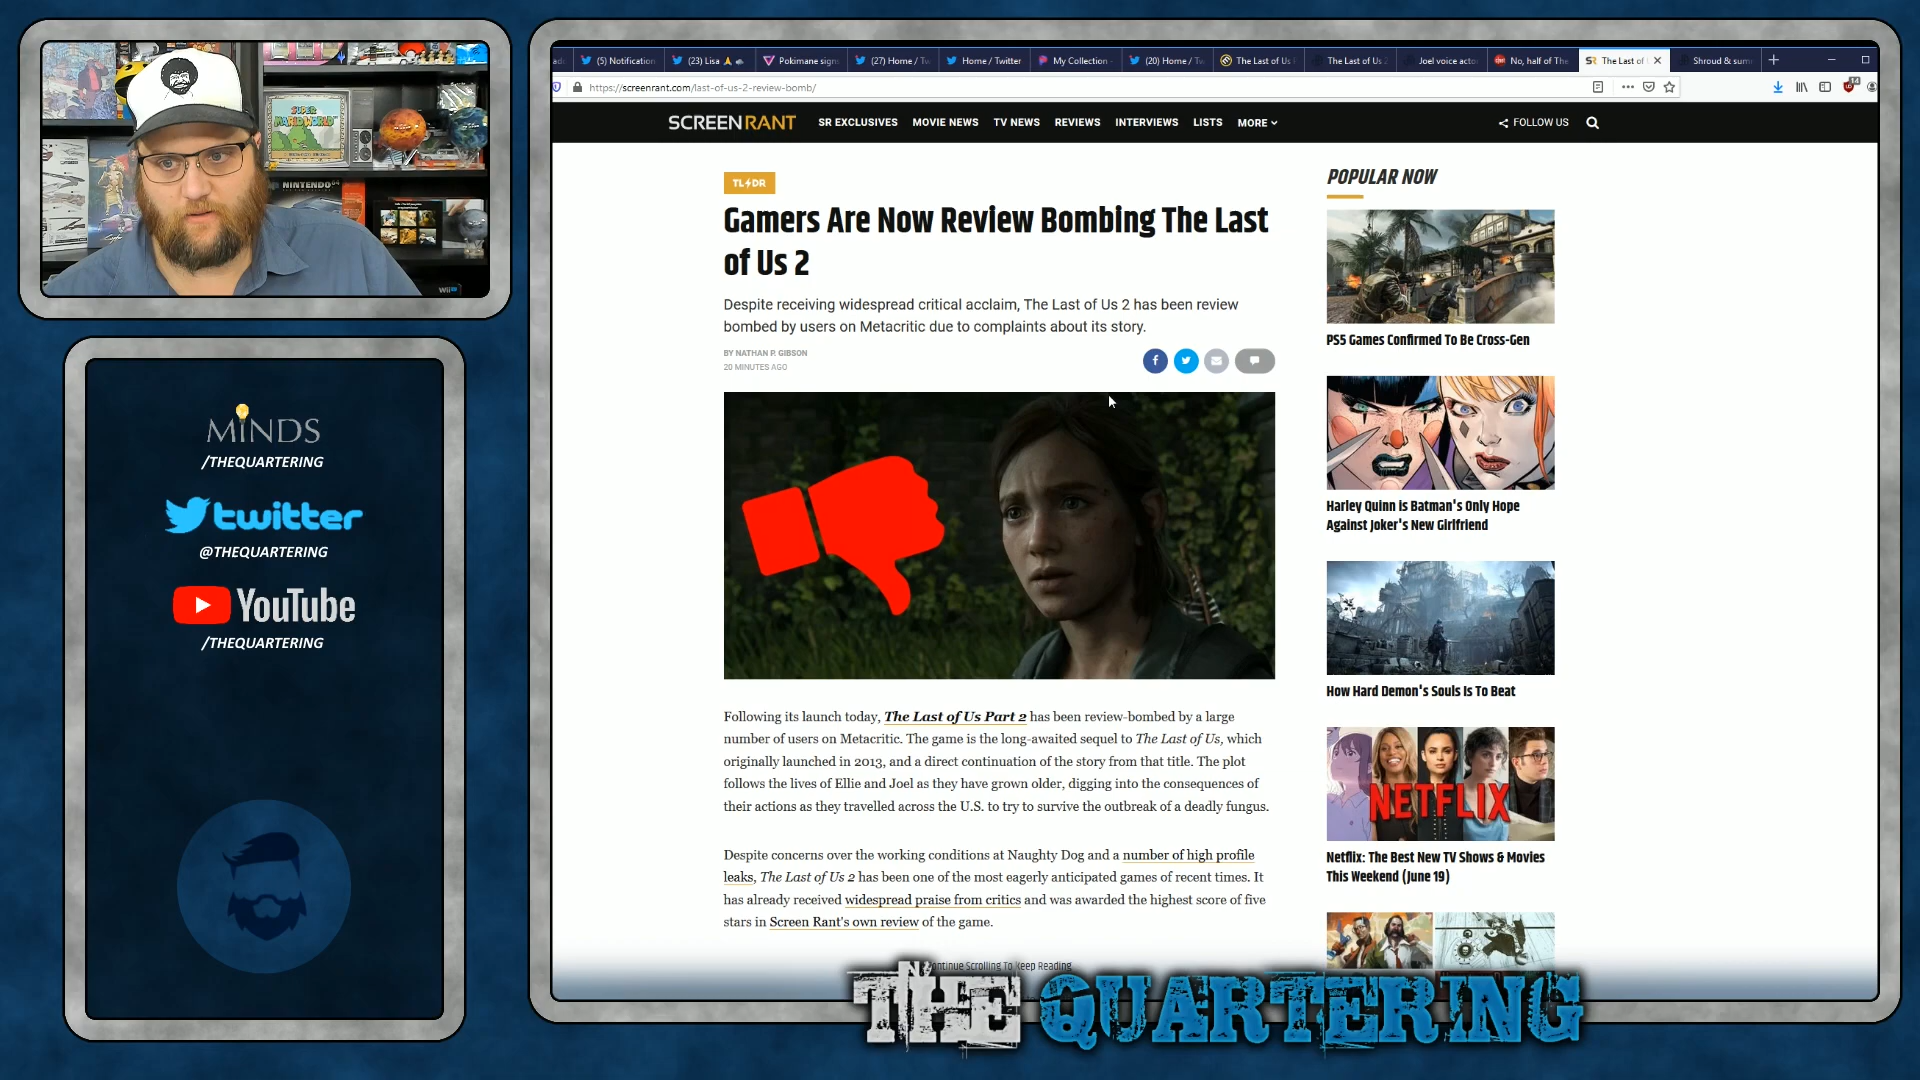 (5) Notification
(23) Lisa
Pokimane sign
(27) Home / Tw
Home / Twitter
My Collection -
(20) Home / Tw
The Last of Us
The Last of Us 2
Joel voice acto
No, half of The
The Last of
Shroud & sum
https://screenrant.com/last-of-us-2-review-bomb/
SCREENRANT
SR EXCLUSIVES
MOVIE NEWS
TV NEWS
REVIEWS
INTERVIEWS
LISTS
MORE
FOLLOW US
TL DR
Gamers Are Now Review Bombing The Last
of Us 2
Despite receiving widespread critical acclaim, The Last of Us 2 has been review
bombed by users on Metacritic due to complaints about its story.
BY NATHAN P. GIBSON
20 MINUTES AGO
Following its launch today, The Last of Us Part 2 has been review-bombed by a large
number of users on Metacritic. The game is the long-awaited sequel to The Last of Us, which
originally launched in 2013, and a direct continuation of the story from that title. The plot
follows the lives of Ellie and Joel as they have grown older, digging into the consequences of
their actions as they travelled across the U.S. to try to survive the outbreak of a deadly fungus.
Despite concerns over the working conditions at Naughty Dog and a number of high profile
leaks, The Last of Us 2 has been one of the most eagerly anticipated games of recent times. It
has already received widespread praise from critics and was awarded the highest score of five
stars in Screen Rant's own review of the game.
ontinue Scrolling To Keep Reading
POPULAR NOW
PS5 Games Confirmed To Be Cross-Gen
Harley Quinn is Batman's Only Hope
Against Joker's New Girlfriend
How Hard Demon's Souls Is To Beat
NETFLIX
Netflix: The Best New TV Shows & Movies
This Weekend (June 19)
SUPER
MARIO WORLD
NINTENDO
Wii U
MINDS
/THEQUARTERING
twitter
@THEQUARTERING
YouTube
/THEQUARTERING
THE QUARTERING